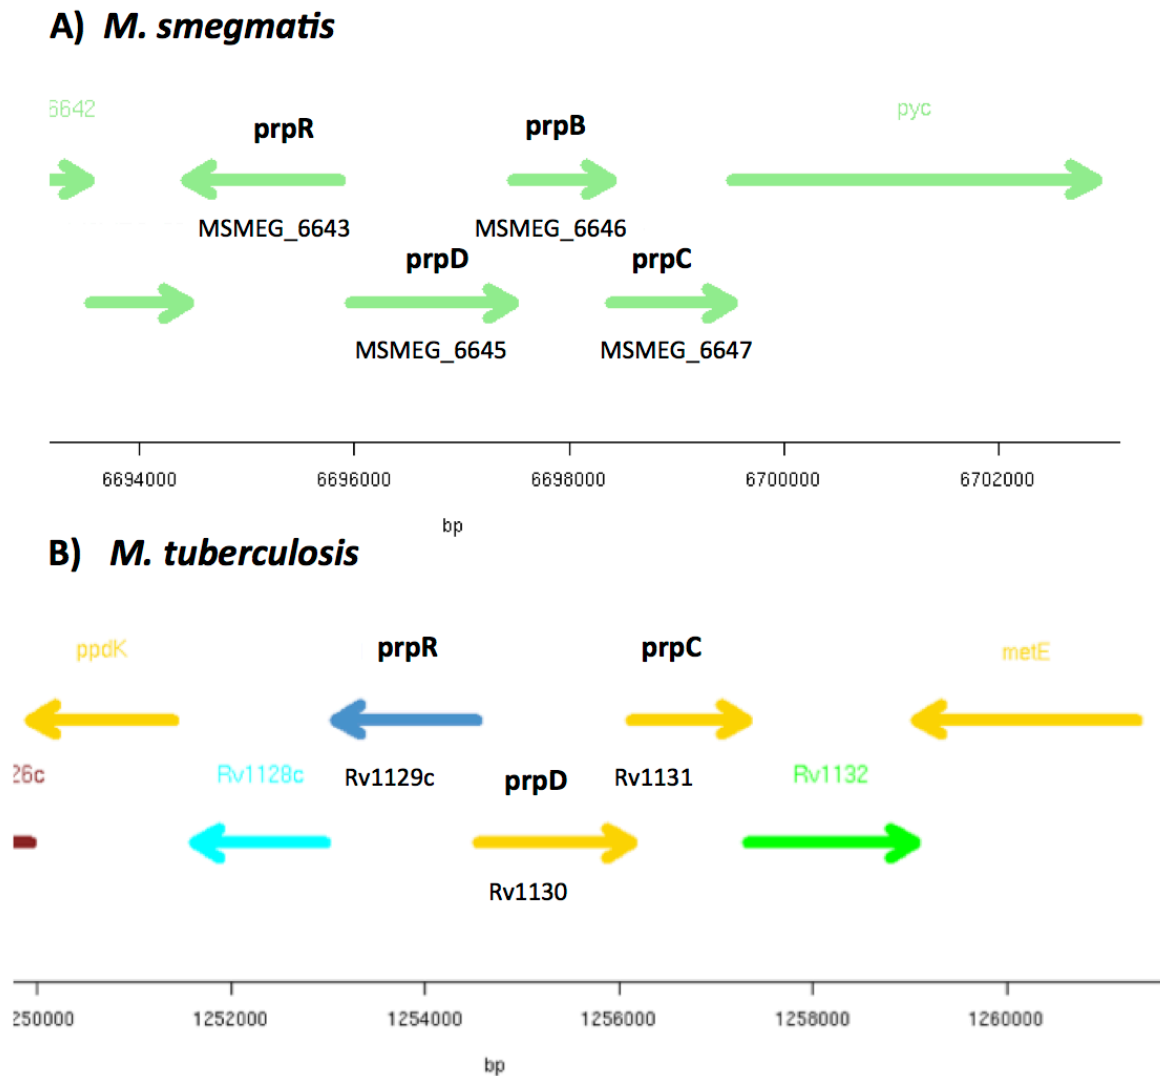 A) M. smegmatis
6642
prpR
prpB
pyc
MSMEG_6643
MSMEG_6646
prpD
prpC
MSMEG_6645
MSMEG_6647
6694000 6696000 6698000 6700000 6702000
bp
B) M. tuberculosis
ppdK
prpR
prpC
metE
26c
Rv1128c
Rv1129c
prpD
Rv1131
Rv1132
Rv1130
250000 1252000 1254000 1256000 1258000 1260000
bp